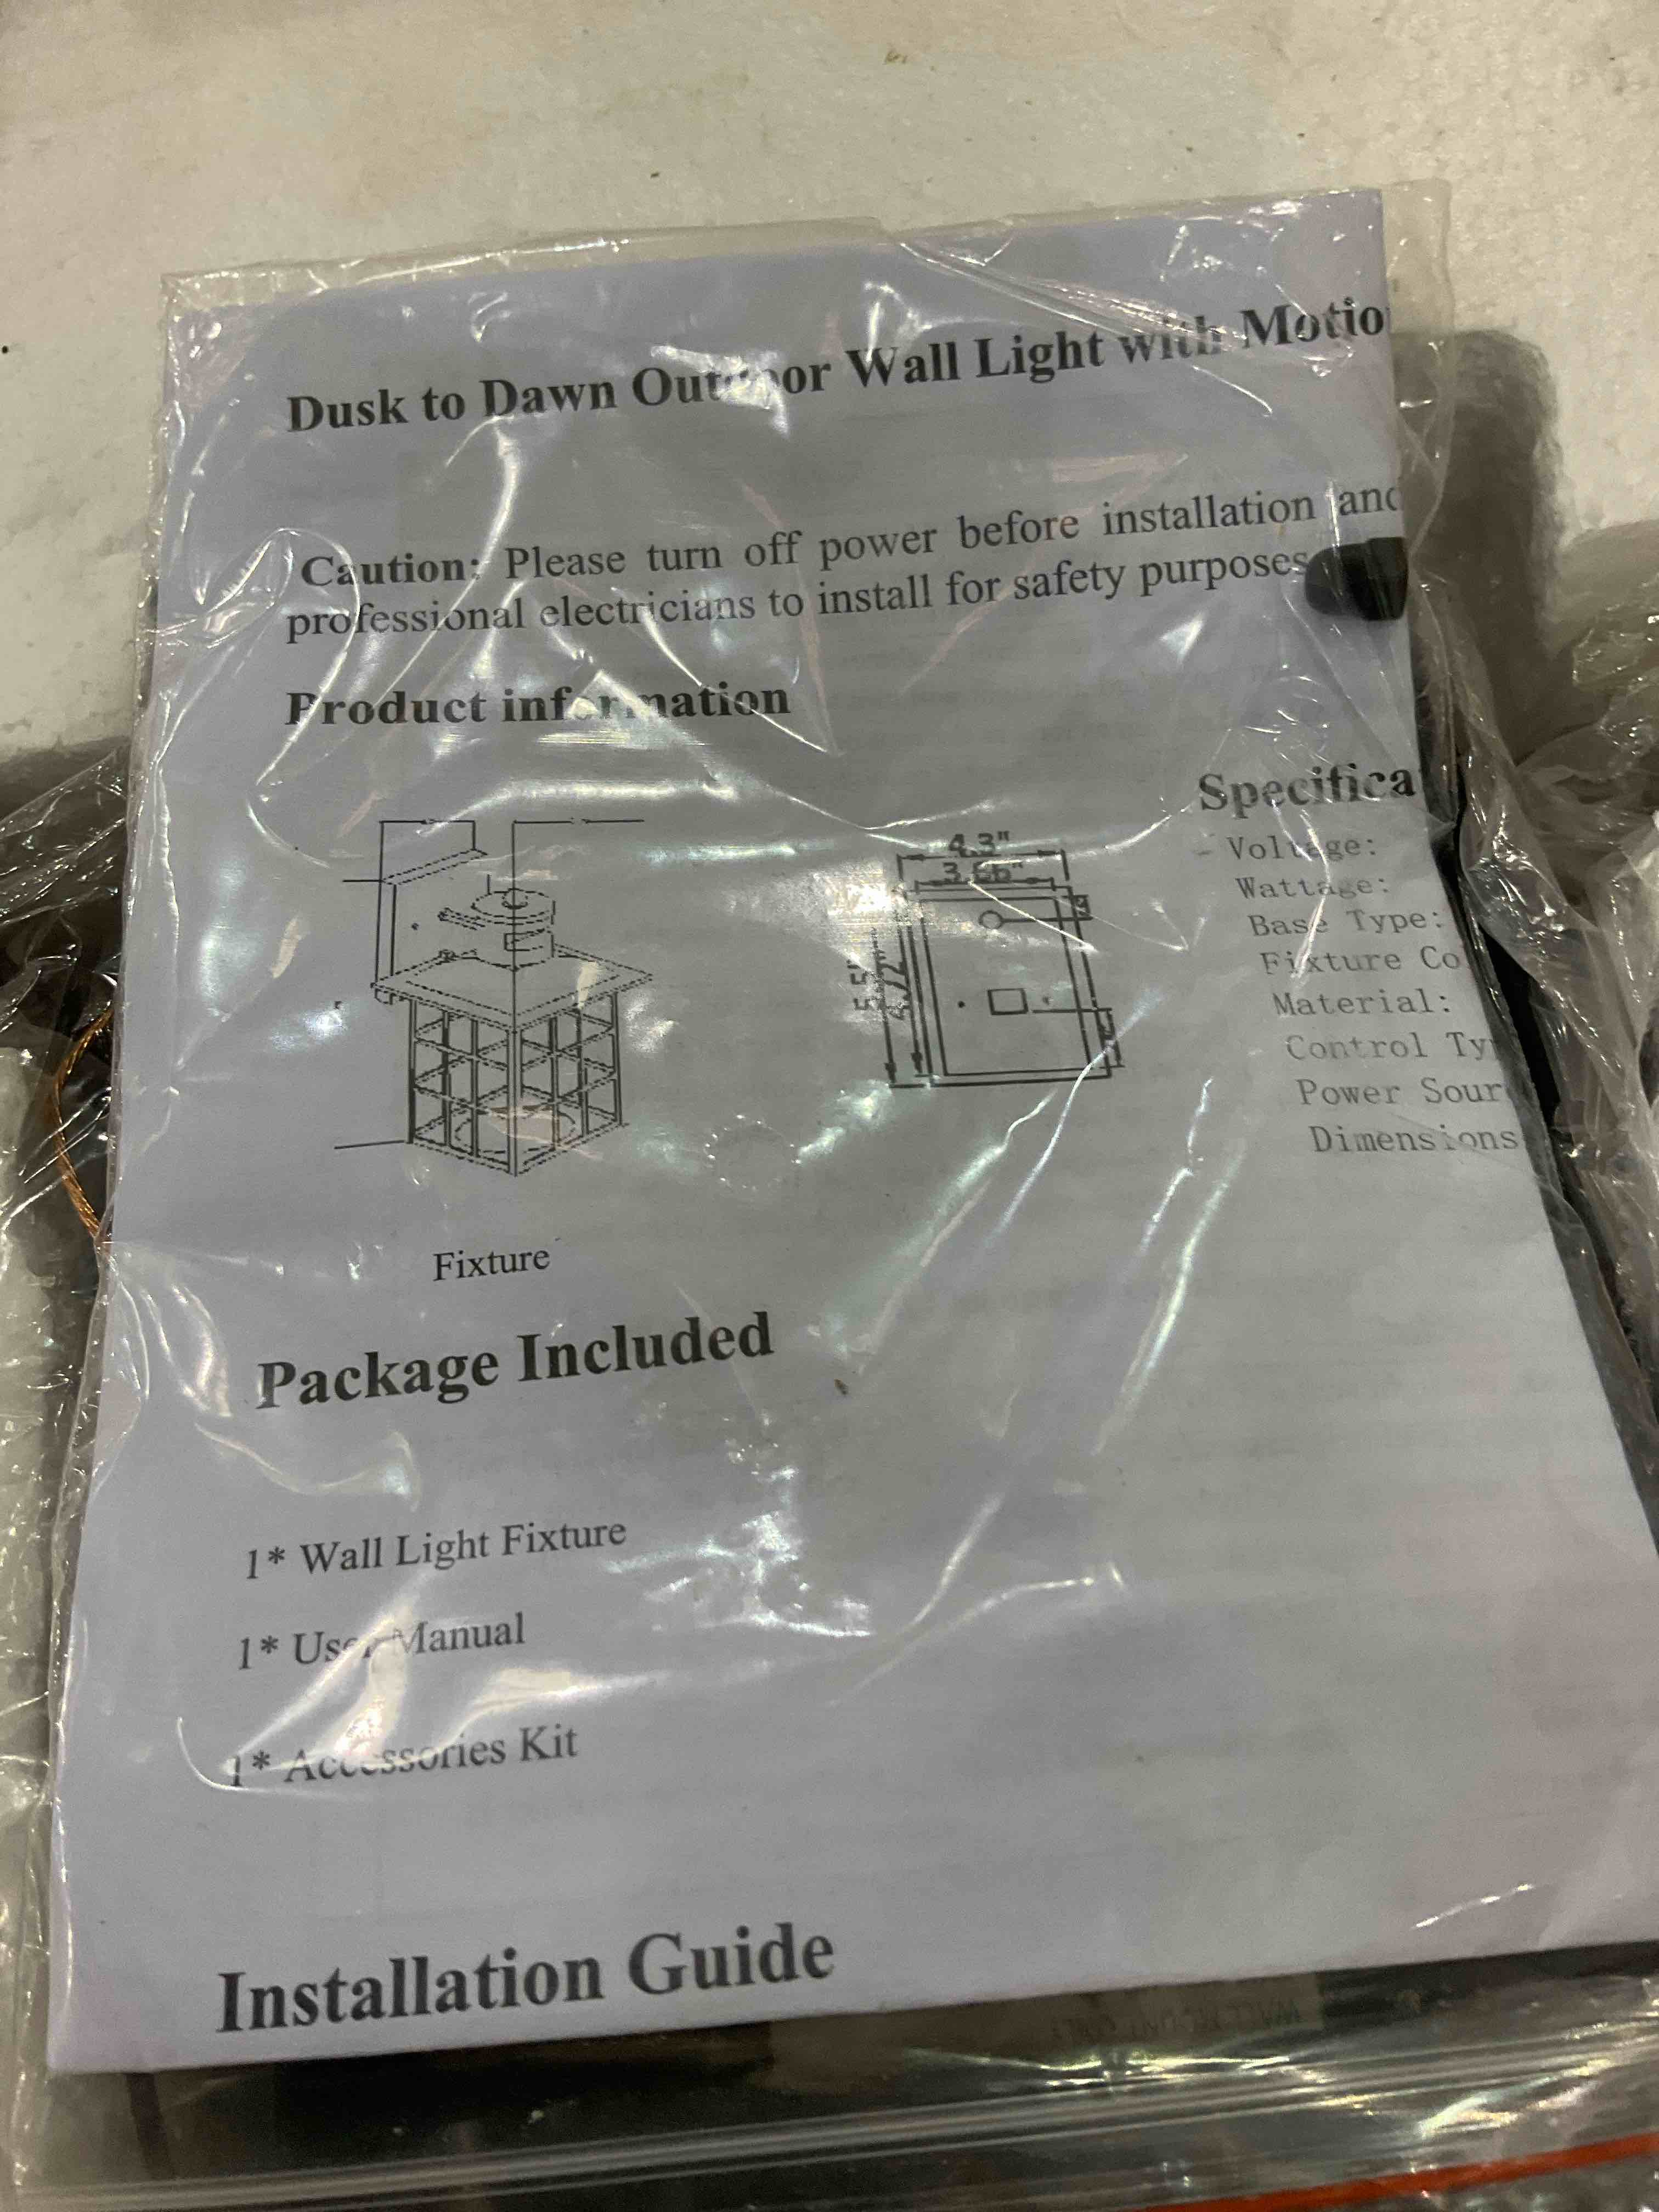 Dusk to Dawn Outdoor Wall Light with Motio
Caution: Please turn off power before installation and
professional electricians to install for safety purposes
Product information
Specifica
4.3"
3.66"
5.5"
4.72"
Voltage:
Wattage:
Base Type:
Fixture Co
Material:
Control Ty
Power Sour
Dimensions
Fixture
Package Included
1* Wall Light Fixture
1* User Manual
1* Accessories Kit
Installation Guide